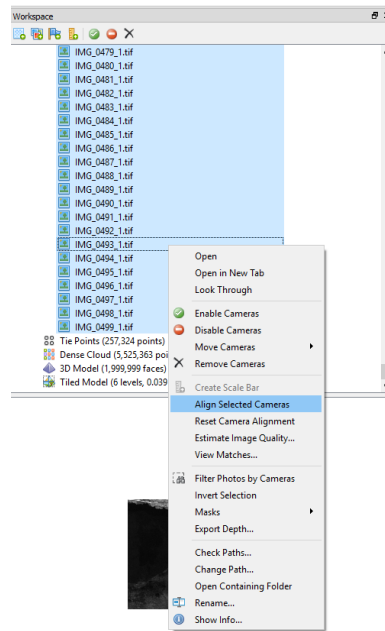 Workspace
IMG_0479_1.tif
IMG_0480_1.tif
IMG_0481_1.tif
IMG_0482_1.tif
IMG_0483_1.tif
IMG_0484_1.tif
IMG_0485_1.tif
IMG_0486_1.tif
IMG_0487_1.tif
IMG_0488_1.tif
IMG_0489_1.tif
IMG_0490_1.tif
IMG_0491_1.tif
IMG_0492_1.tif
IMG_0493_1.tif
IMG_0494_1.tif
IMG_0495_1.tif
IMG_0496_1.tif
IMG_0497_1.tif
IMG_0498_1.tif
IMG_0499_1.tif
Tie Points (257,324 points)
Dense Cloud (5,525,363 poi
3D Model (1,999,999 faces)
Tiled Model (6 levels, 0.039
Open
Open in New Tab
Look Through
Enable Cameras
Disable Cameras
Move Cameras
Remove Cameras
Create Scale Bar
Align Selected Cameras
Reset Camera Alignment
Estimate Image Quality...
View Matches...
Filter Photos by Cameras
Invert Selection
Masks
Export Depth...
Check Paths...
Change Path...
Open Containing Folder
Rename...
Show Info...